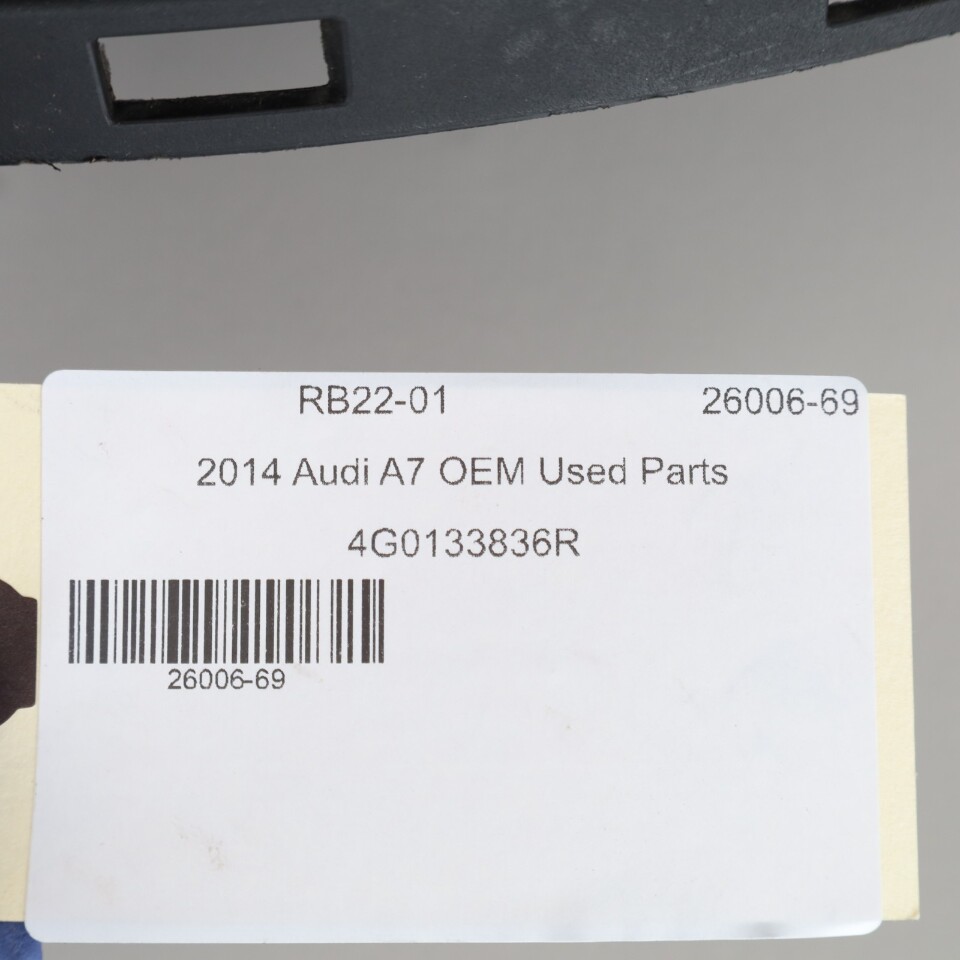 RB22-01 26006-69
2014 Audi A7 OEM Used Parts
4G0133836R
26006-69